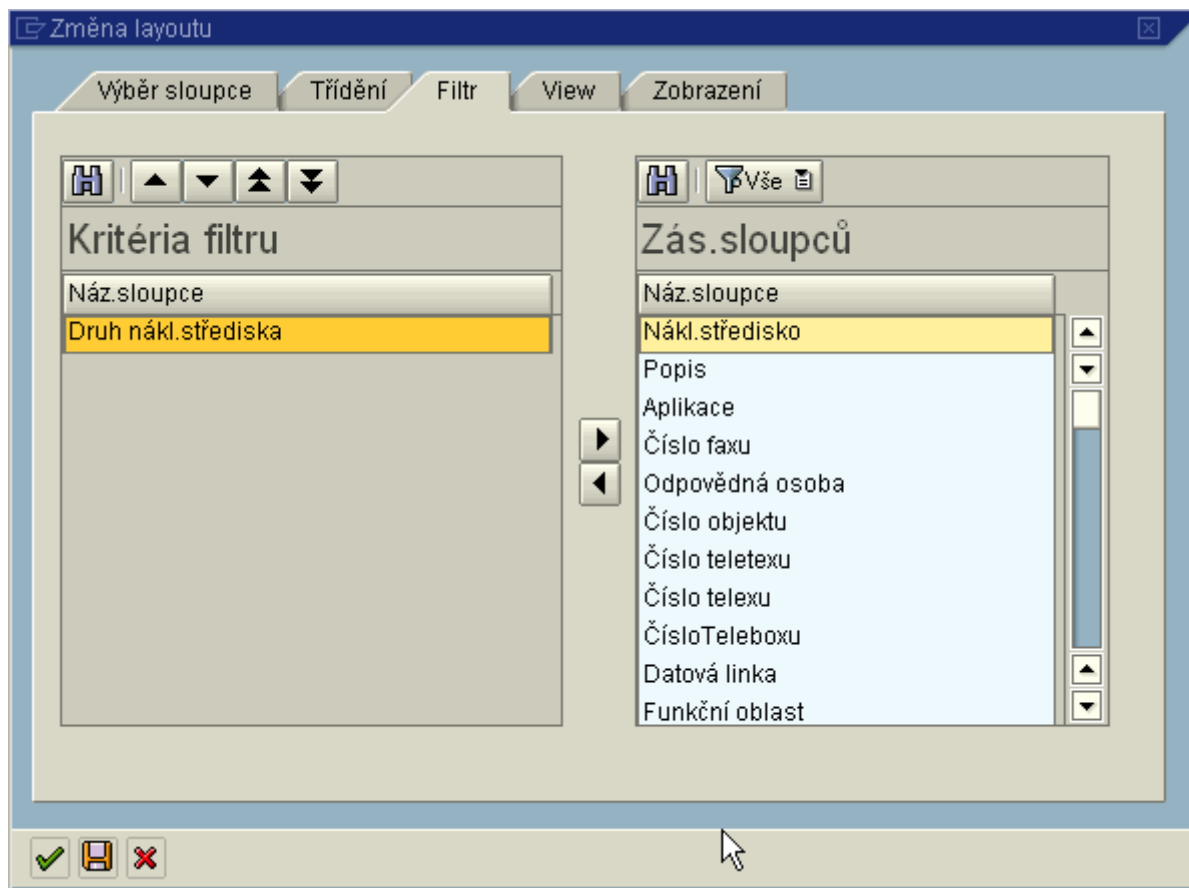 Změna layoutu
Výběr sloupce Třídění Filtr View Zobrazení
Vše
Kritéria filtru
Náz.sloupce
Druh nákl.střediska
Zás.sloupců
Náz.sloupce
Nákl.středisko
Popis
Aplikace
Číslo faxu
Odpovědná osoba
Číslo objektu
Číslo teletexu
Číslo telexu
ČísloTeleboxu
Datová linka
Funkční oblast